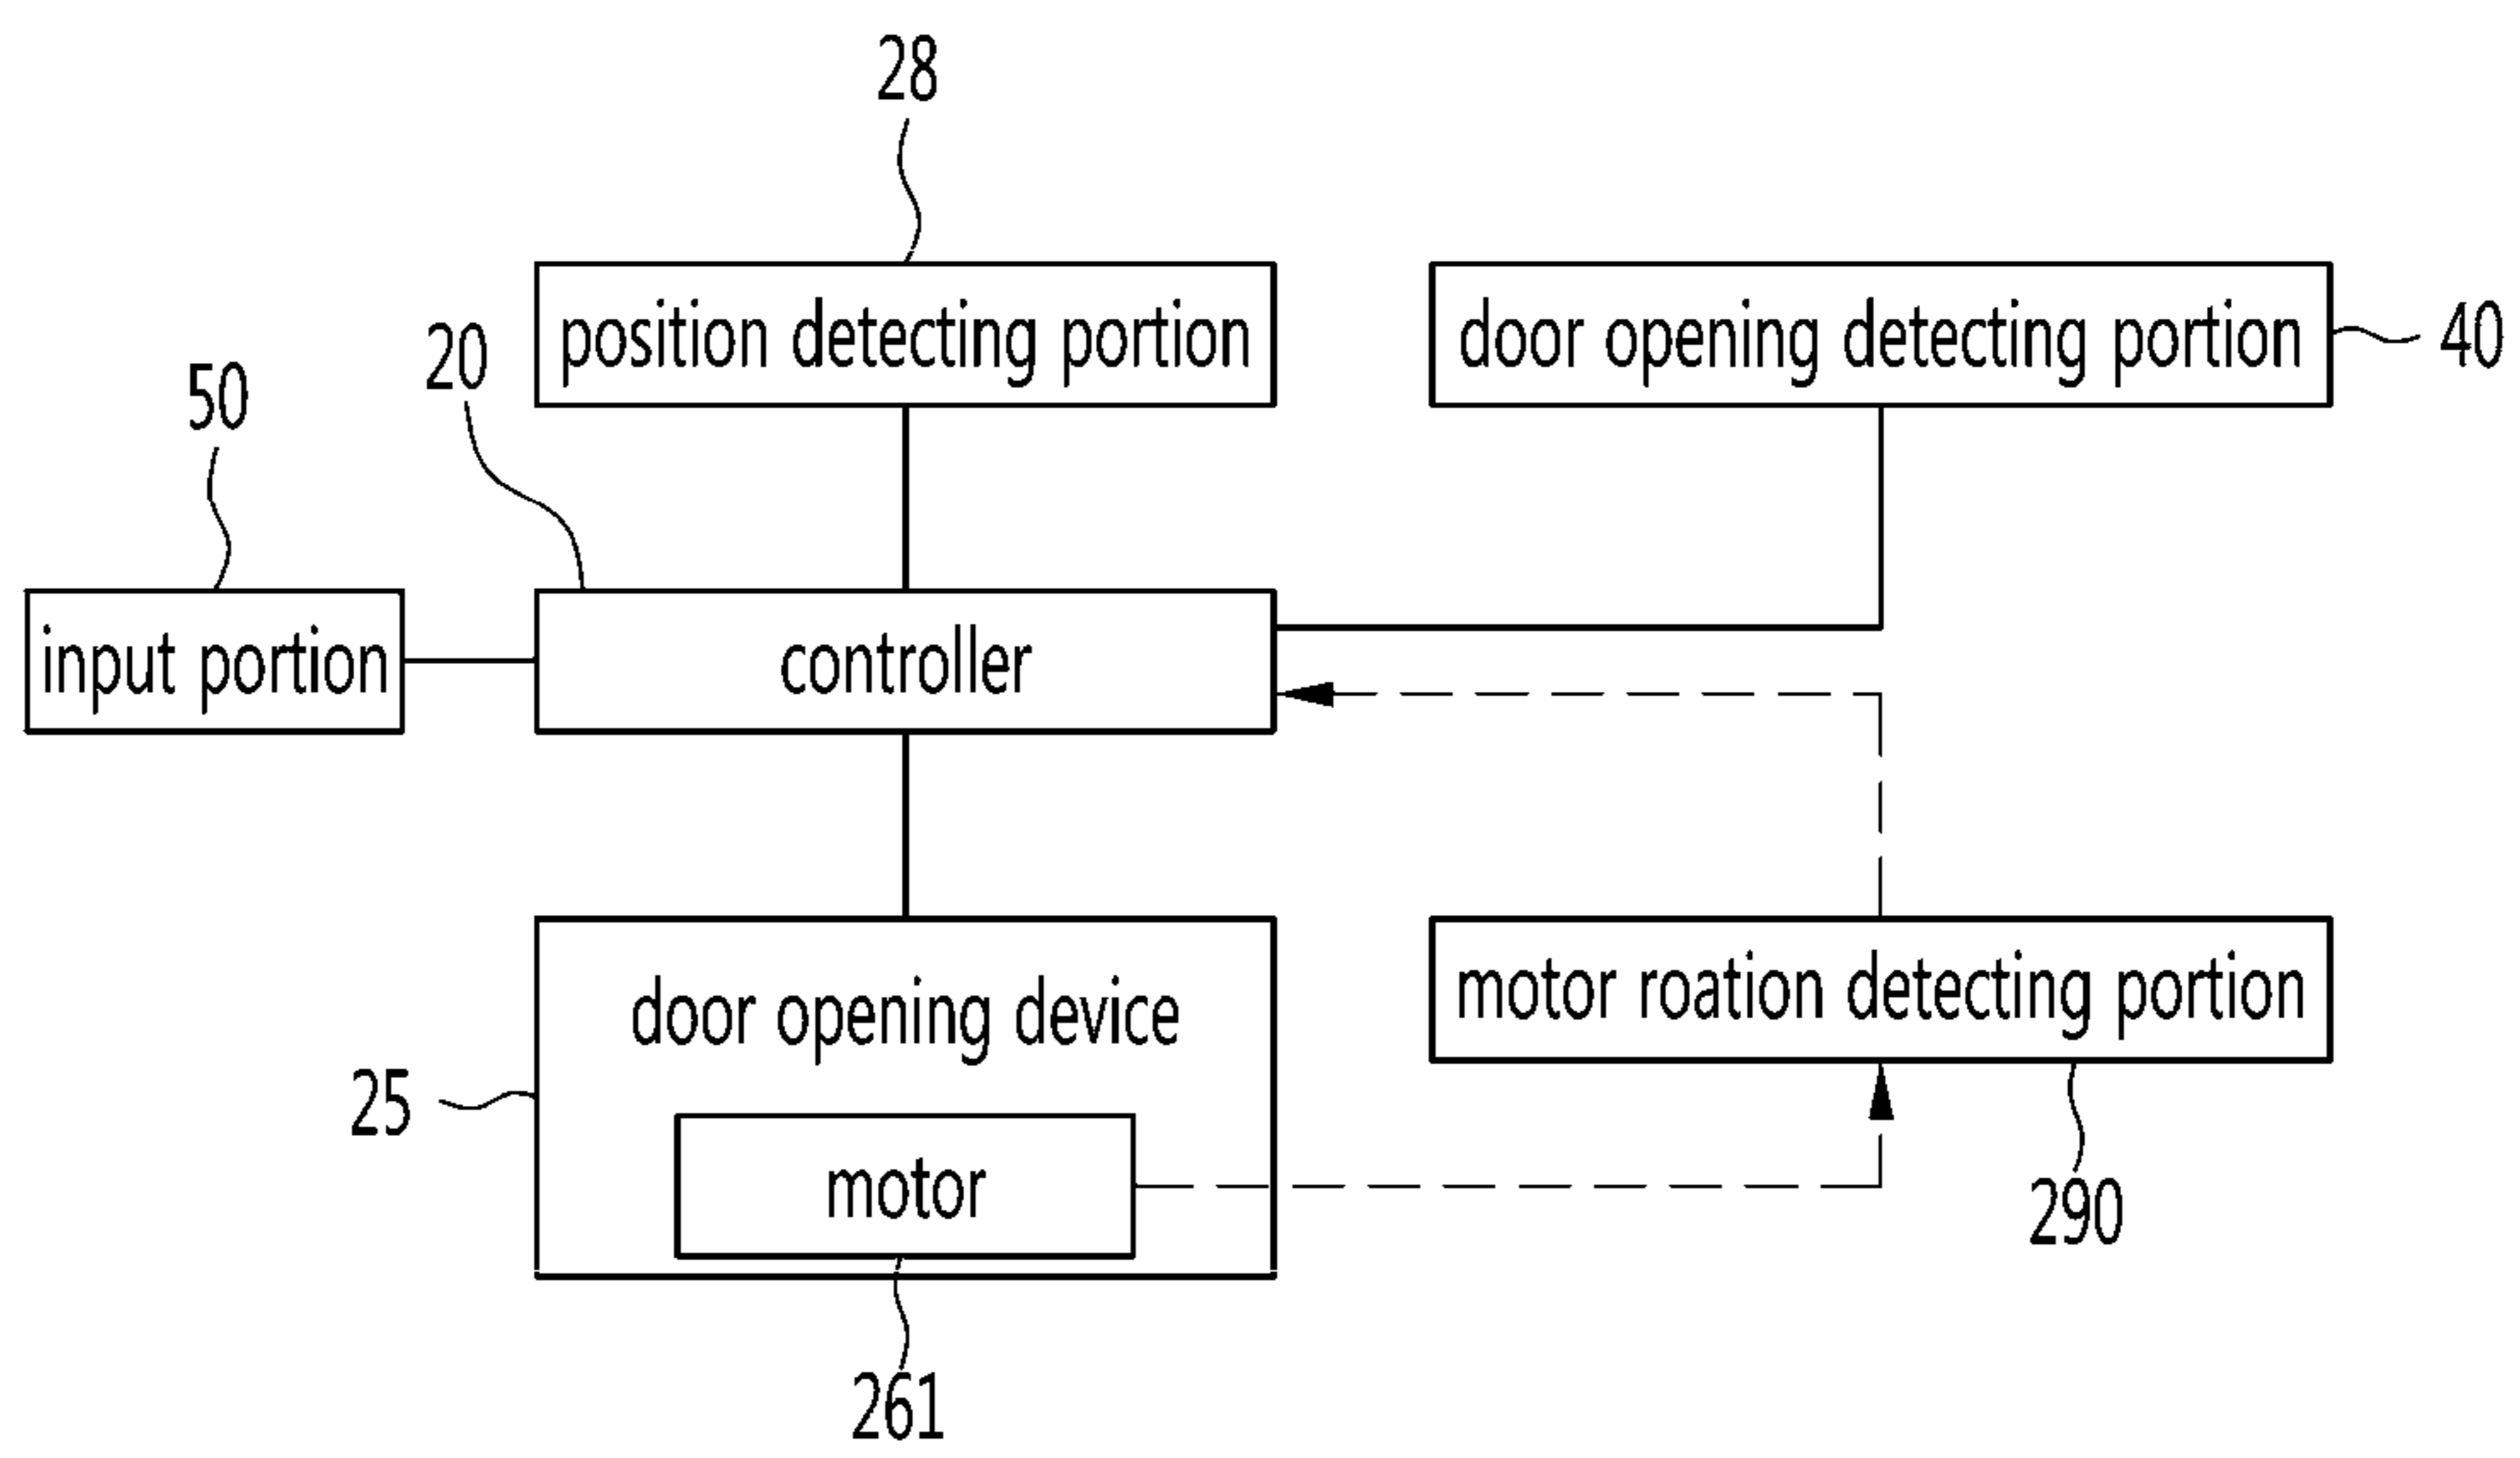 28
position detecting portion
door opening detecting portion
40
20
50
input portion
controller
door opening device
motor roation detecting portion
25
motor
290
261